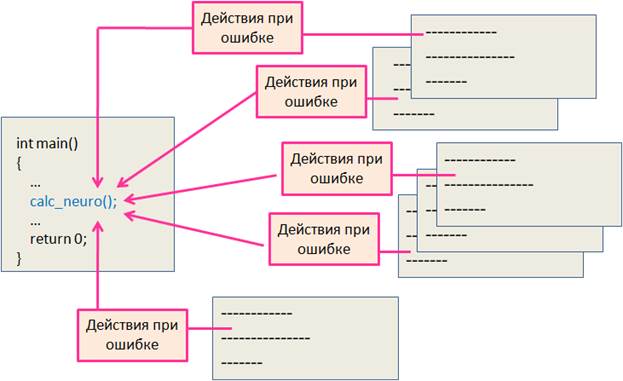 Действия при
ошибке
Действия при
ошибке
int main()
{
...
calc_neuro();
...
return 0;
}
Действия при
ошибке
Действия при
ошибке
Действия при
ошибке